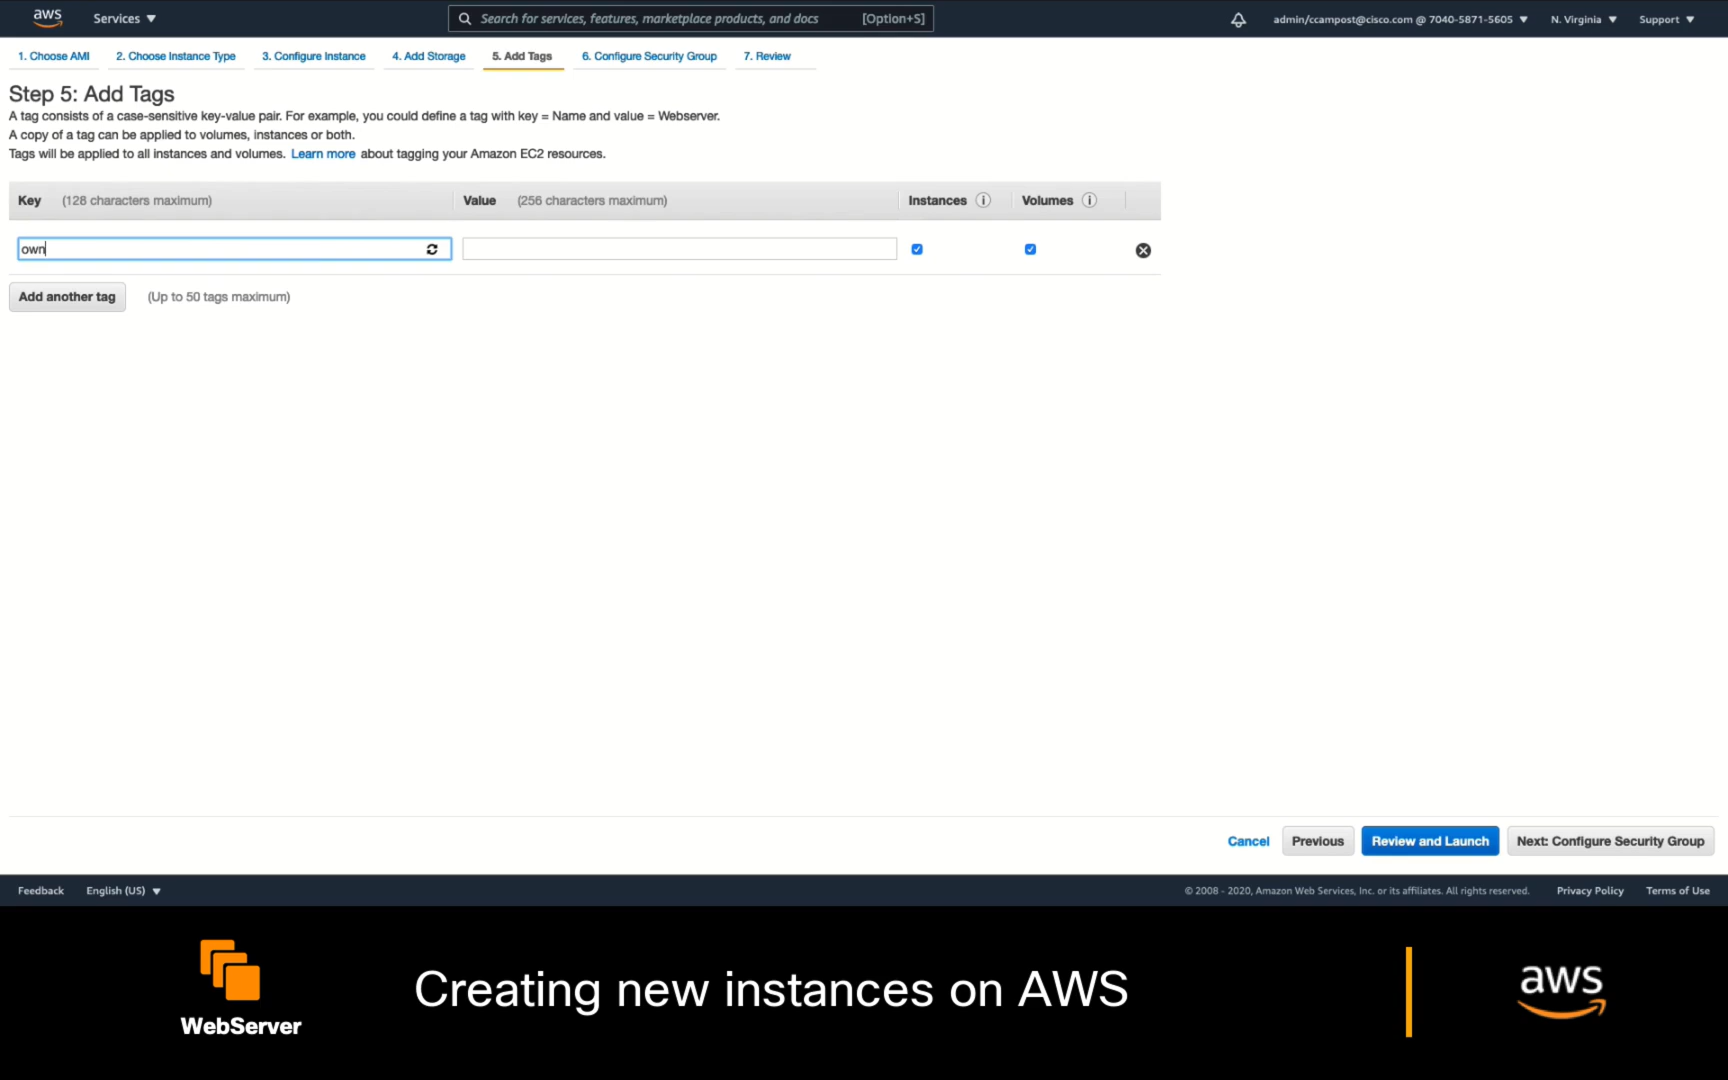 aws
Services ▼
Search for services, features, marketplace products, and docs
[Option+S]
admin/ccampost@cisco.com @ 7040-5871-5605 ▼
N. Virginia ▼
Support ▼
1. Choose AMI
2. Choose Instance Type
3. Configure Instance
4. Add Storage
5. Add Tags
6. Configure Security Group
7. Review
Step 5: Add Tags
A tag consists of a case-sensitive key-value pair. For example, you could define a tag with key = Name and value = Webserver.
A copy of a tag can be applied to volumes, instances or both.
Tags will be applied to all instances and volumes. Learn more about tagging your Amazon EC2 resources.
Key (128 characters maximum)
Value (256 characters maximum)
Instances i
Volumes i
own
Add another tag
(Up to 50 tags maximum)
Cancel
Previous
Review and Launch
Next: Configure Security Group
Feedback
English (US) ▼
© 2008 - 2020, Amazon Web Services, Inc. or its affiliates. All rights reserved.
Privacy Policy
Terms of Use
WebServer
Creating new instances on AWS
aws